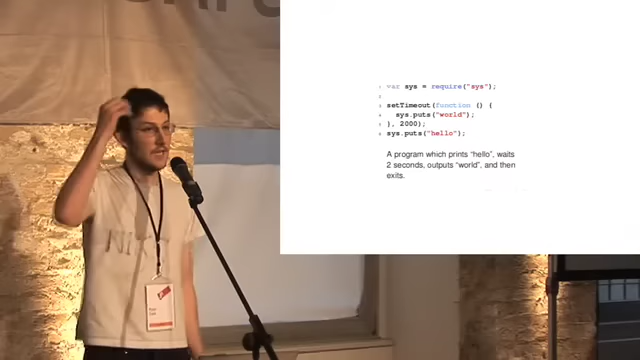 var sys = require("sys");
setTimeout(function () {
sys.puts("world");
}, 2000);
sys.puts("hello");
A program which prints "hello", waits
2 seconds, outputs "world", and then
exits.